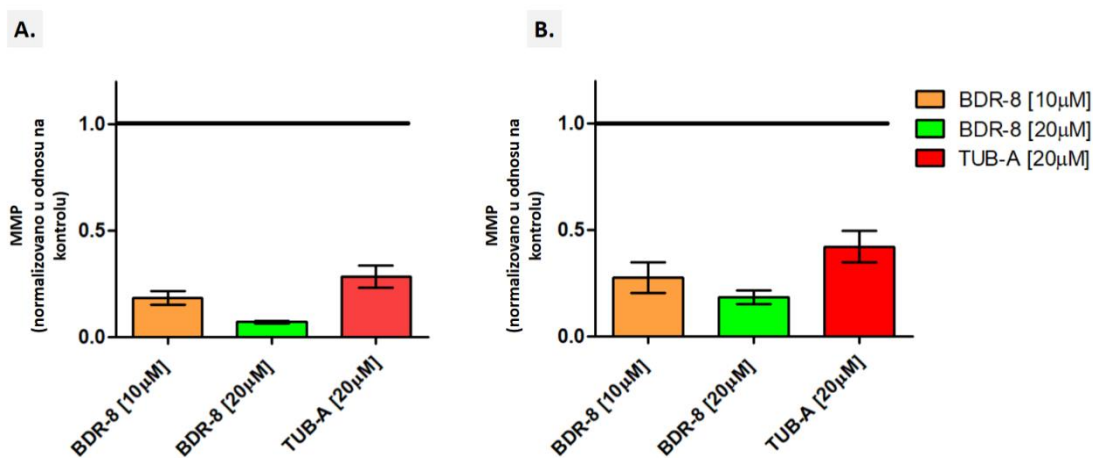 A.
MMP
(normalizovano u odnosu na
kontrolu)
1.0
0.5
0.0
BDR-8 [10μM]
BDR-8 [20μM]
TUB-A [20μM]
B.
MMP
(normalizovano u odnosu na
kontrolu)
1.0
0.5
0.0
BDR-8 [10μM]
BDR-8 [20μM]
TUB-A [20μM]
BDR-8 [10μM]
BDR-8 [20μM]
TUB-A [20μM]